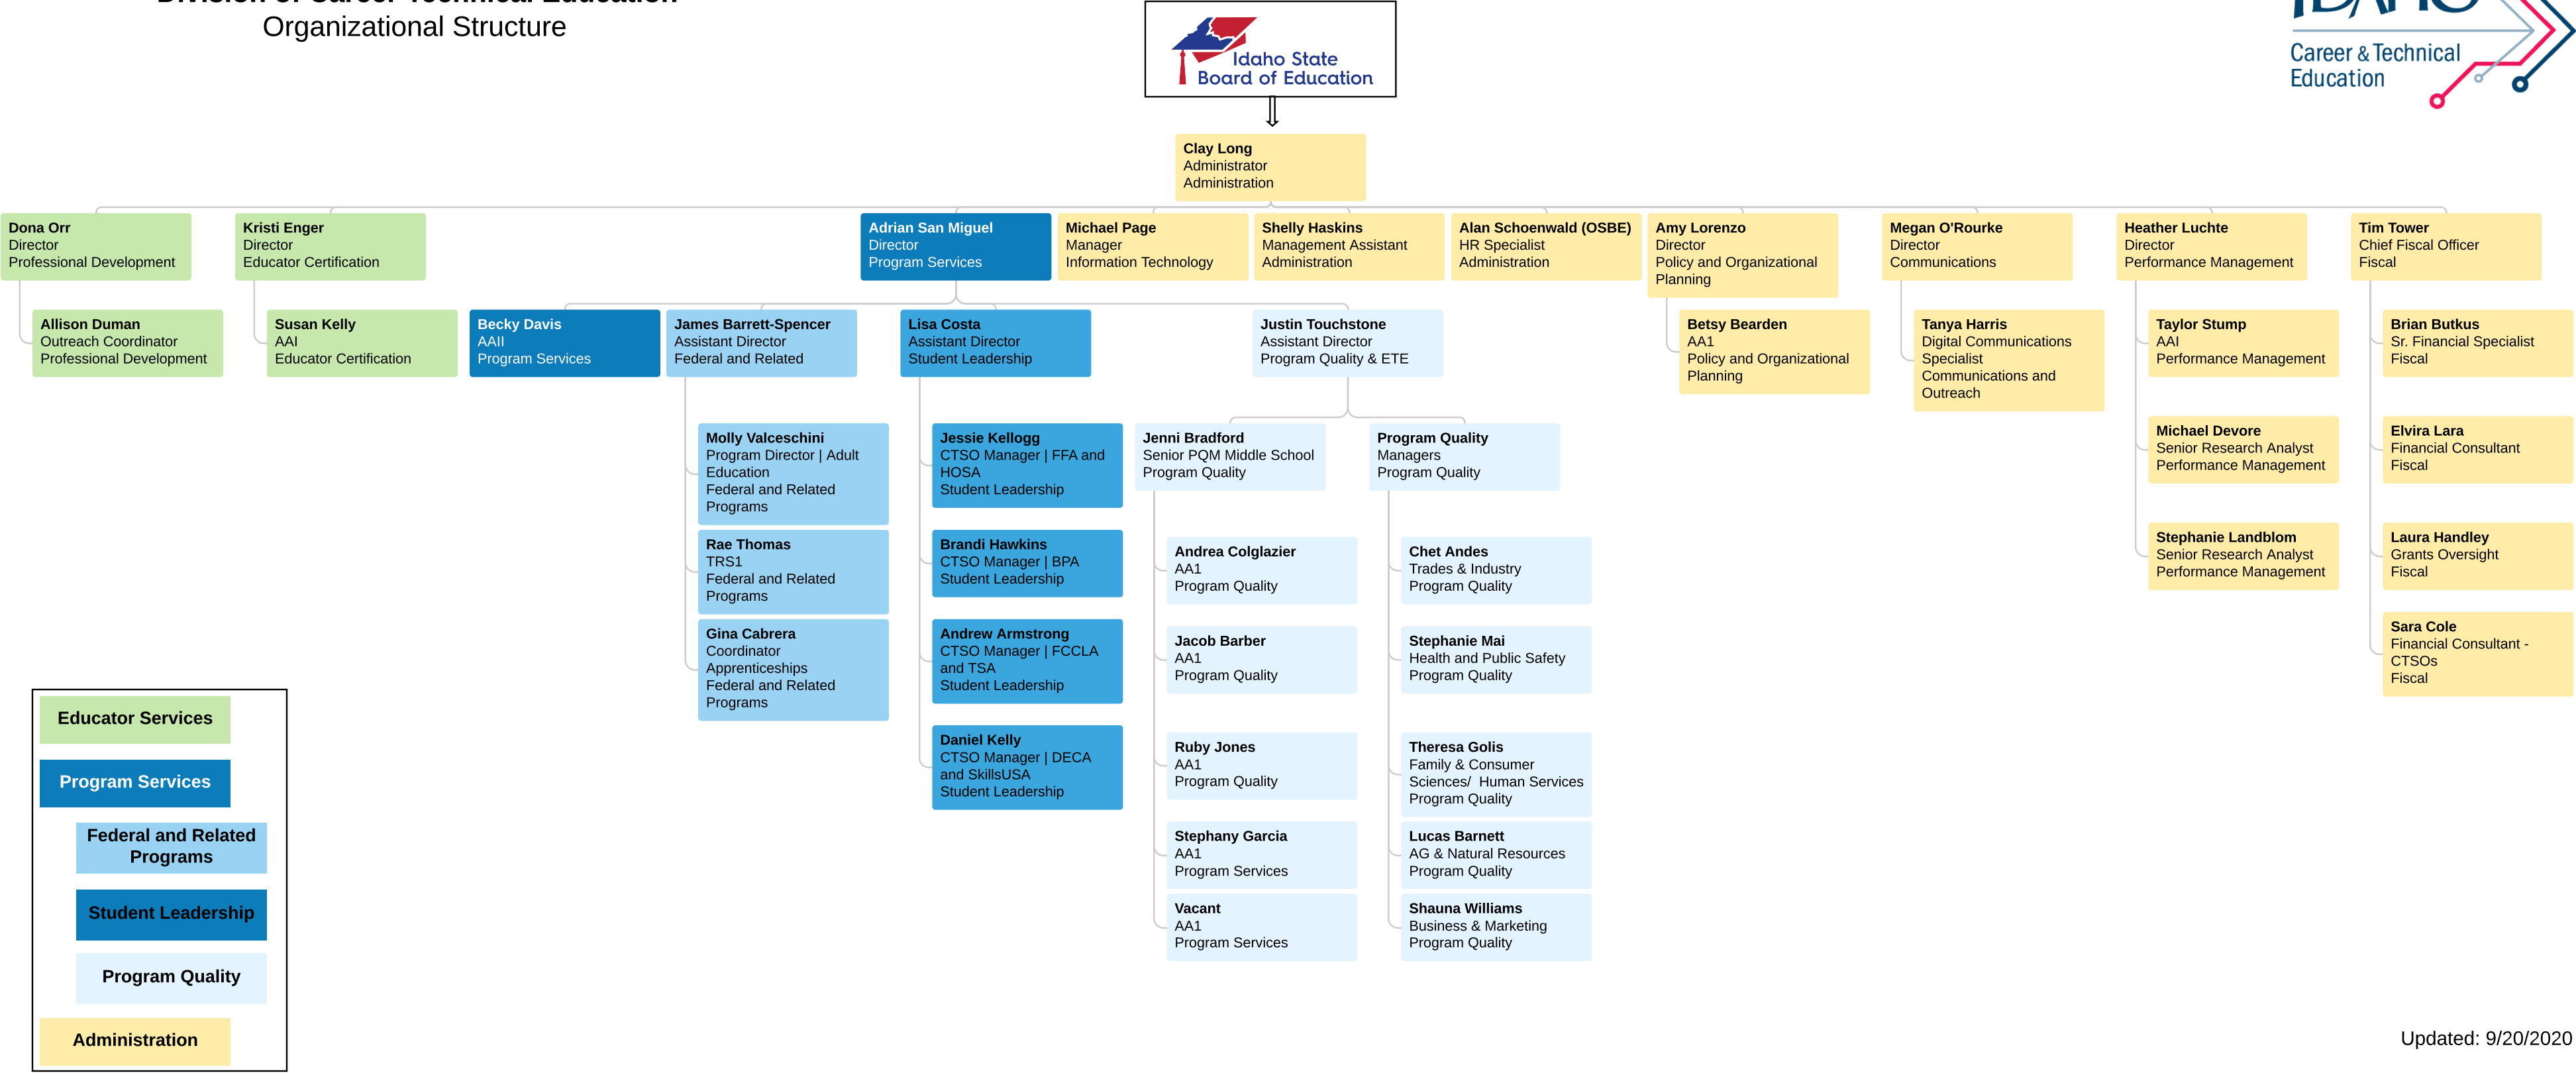 Division of Career Technical Education
Organizational Structure
Idaho State
Board of Education
IDAHO
Career & Technical
Education
Clay Long
Administrator
Administration
Dona Orr
Director
Professional Development
Kristi Enger
Director
Educator Certification
Adrian San Miguel
Director
Program Services
Michael Page
Manager
Information Technology
Shelly Haskins
Management Assistant
Administration
Alan Schoenwald (OSBE)
HR Specialist
Administration
Amy Lorenzo
Director
Policy and Organizational
Planning
Megan O'Rourke
Director
Communications
Heather Luchte
Director
Performance Management
Tim Tower
Chief Fiscal Officer
Fiscal
Allison Duman
Outreach Coordinator
Professional Development
Susan Kelly
AAI
Educator Certification
Becky Davis
AAII
Program Services
James Barrett-Spencer
Assistant Director
Federal and Related
Lisa Costa
Assistant Director
Student Leadership
Justin Touchstone
Assistant Director
Program Quality & ETE
Betsy Bearden
AA1
Policy and Organizational
Planning
Tanya Harris
Digital Communications
Specialist
Communications and
Outreach
Taylor Stump
AAI
Performance Management
Brian Butkus
Sr. Financial Specialist
Fiscal
Molly Valceschini
Program Director | Adult
Education
Federal and Related
Programs
Rae Thomas
TRS1
Federal and Related
Programs
Gina Cabrera
Coordinator
Apprenticeships
Federal and Related
Programs
Jessie Kellogg
CTSO Manager | FFA and
HOSA
Student Leadership
Brandi Hawkins
CTSO Manager | BPA
Student Leadership
Andrew Armstrong
CTSO Manager | FCCLA
and TSA
Student Leadership
Daniel Kelly
CTSO Manager | DECA
and SkillsUSA
Student Leadership
Jenni Bradford
Senior PQM Middle School
Program Quality
Program Quality
Managers
Program Quality
Andrea Colglazier
AA1
Program Quality
Jacob Barber
AA1
Program Quality
Ruby Jones
AA1
Program Quality
Stephany Garcia
AA1
Program Services
Vacant
AA1
Program Services
Chet Andes
Trades & Industry
Program Quality
Stephanie Mai
Health and Public Safety
Program Quality
Theresa Golis
Family & Consumer
Sciences/  Human Services
Program Quality
Lucas Barnett
AG & Natural Resources
Program Quality
Shauna Williams
Business & Marketing
Program Quality
Michael Devore
Senior Research Analyst
Performance Management
Stephanie Landblom
Senior Research Analyst
Performance Management
Elvira Lara
Financial Consultant
Fiscal
Laura Handley
Grants Oversight
Fiscal
Sara Cole
Financial Consultant -
CTSOs
Fiscal
Educator Services
Program Services
Federal and Related
Programs
Student Leadership
Program Quality
Administration
Updated: 9/20/2020